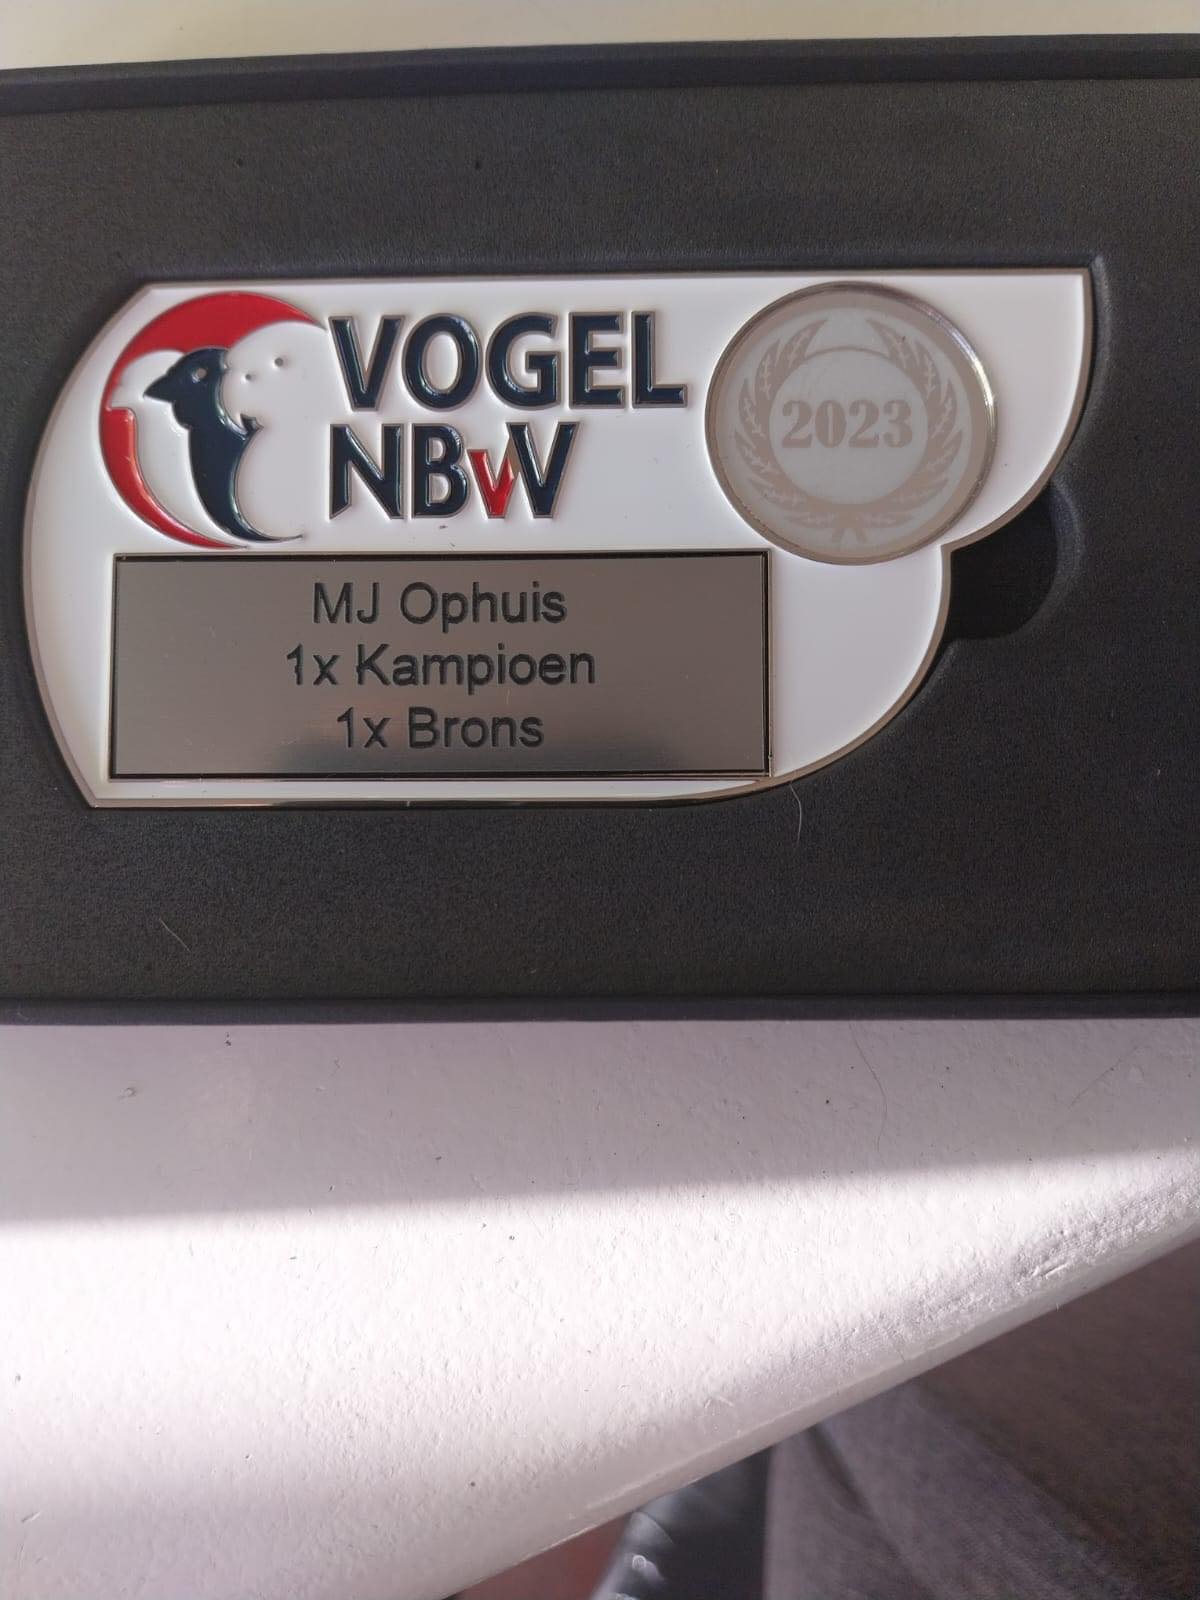 VOGEL
NBvV
2023
MJ Ophuis
1x Kampioen
1x Brons